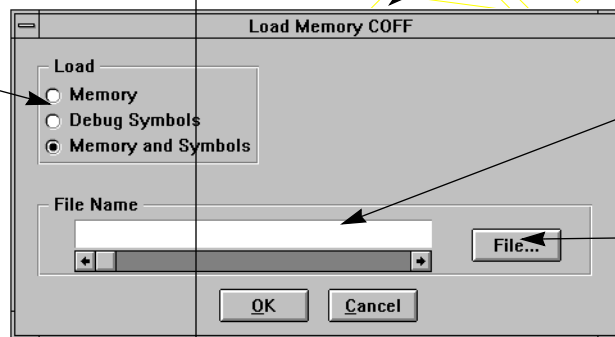 Load Memory COFF
Load
Memory
Debug Symbols
Memory and Symbols
File Name
File...
OK
Cancel